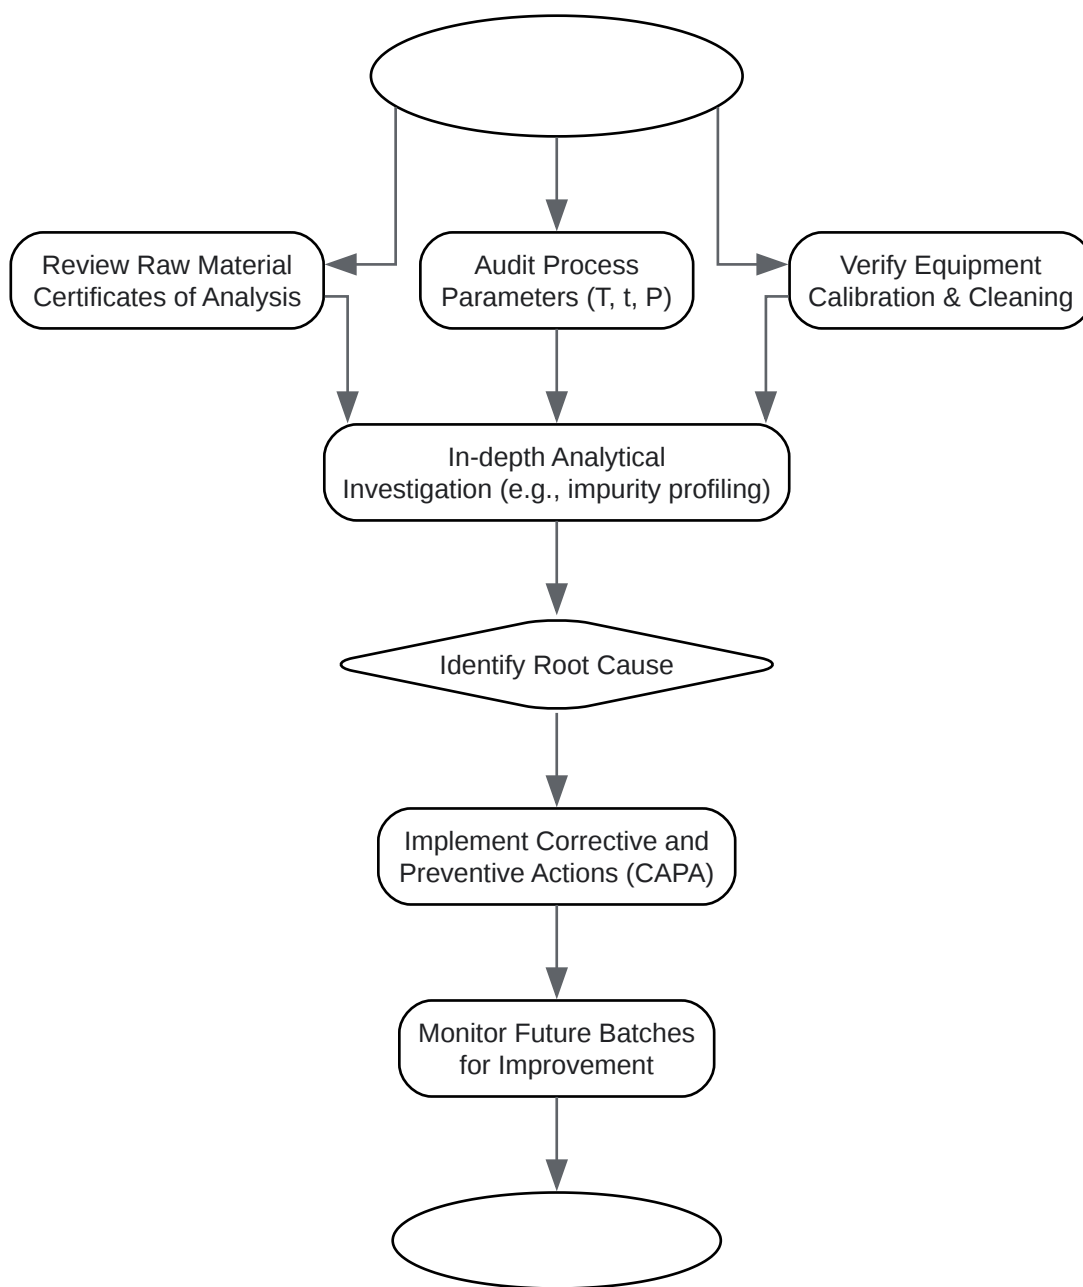 Review Raw Material
Certificates of Analysis
Audit Process
Parameters (T, t, P)
Verify Equipment
Calibration & Cleaning
In-depth Analytical
Investigation (e.g., impurity profiling)
Identify Root Cause
Implement Corrective and
Preventive Actions (CAPA)
Monitor Future Batches
for Improvement